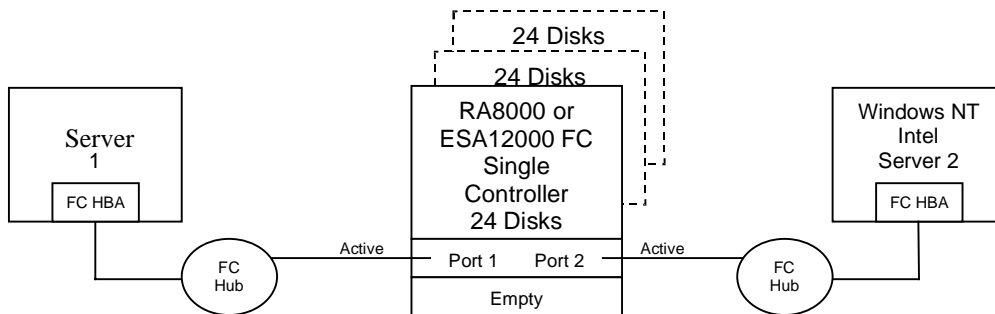 24 Disks
24 Disks
RA8000 or
ESA12000 FC
Single
Controller
24 Disks
Server
1
FC HBA
Windows NT
Intel
Server 2
FC HBA
Active
Port 1
Port 2
Active
FC
Hub
FC
Hub
Empty